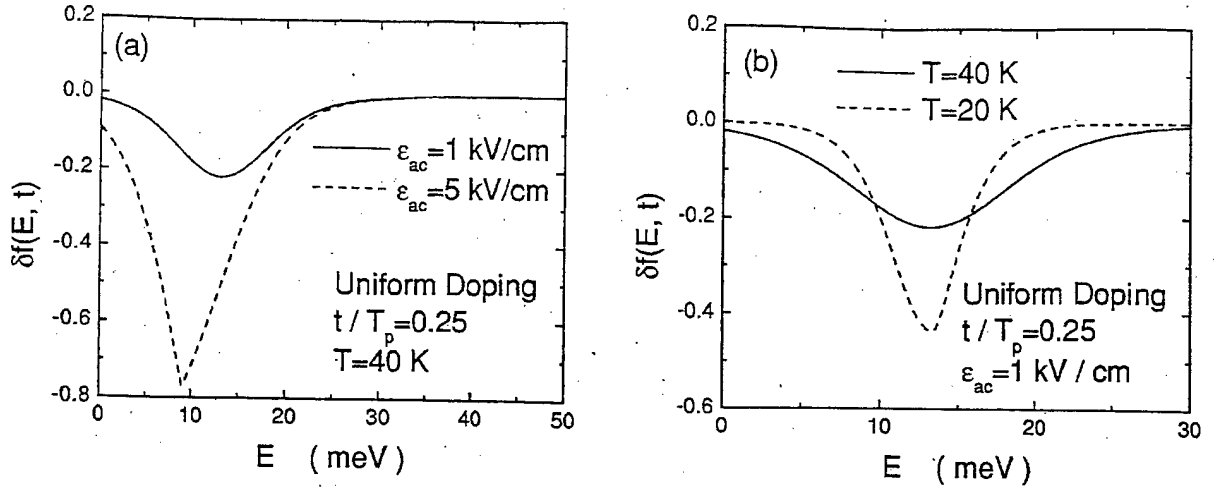 (a)
0.2
0.0
-0.2
-0.4
-0.6
-0.8
δf(E, t)
ε_ac=1 kV/cm
ε_ac=5 kV/cm
Uniform Doping
t / T_p=0.25
T=40 K
0 10 20 30 40 50
E (meV)
(b)
0.2
0.0
-0.2
-0.4
-0.6
δf(E, t)
T=40 K
T=20 K
Uniform Doping
t / T_p=0.25
ε_ac=1 kV / cm
0 10 20 30
E (meV)